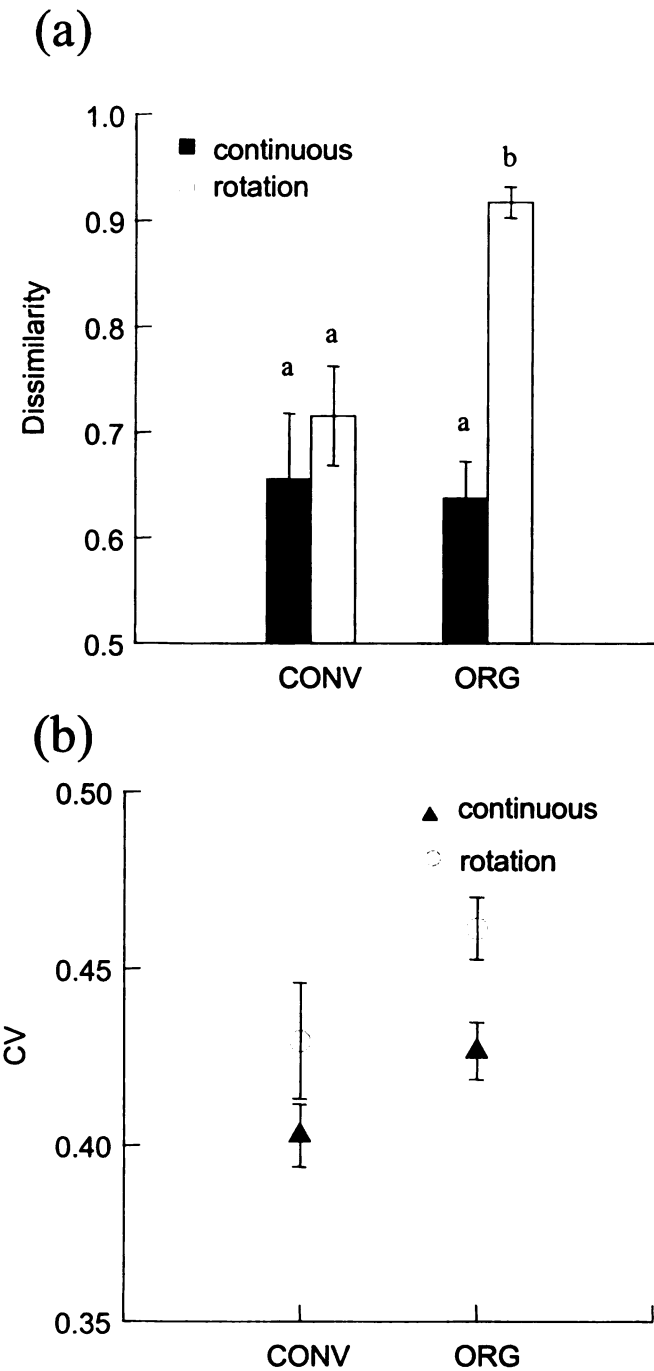 (a)
1.0
continuous
b
rotation
0.9
0.8
a
a
Dissimilarity
a
0.7
0.6
0.5
CONV ORG
(b)
0.50
continuous
rotation
0.45
CV
0.40
0.35
CONV ORG